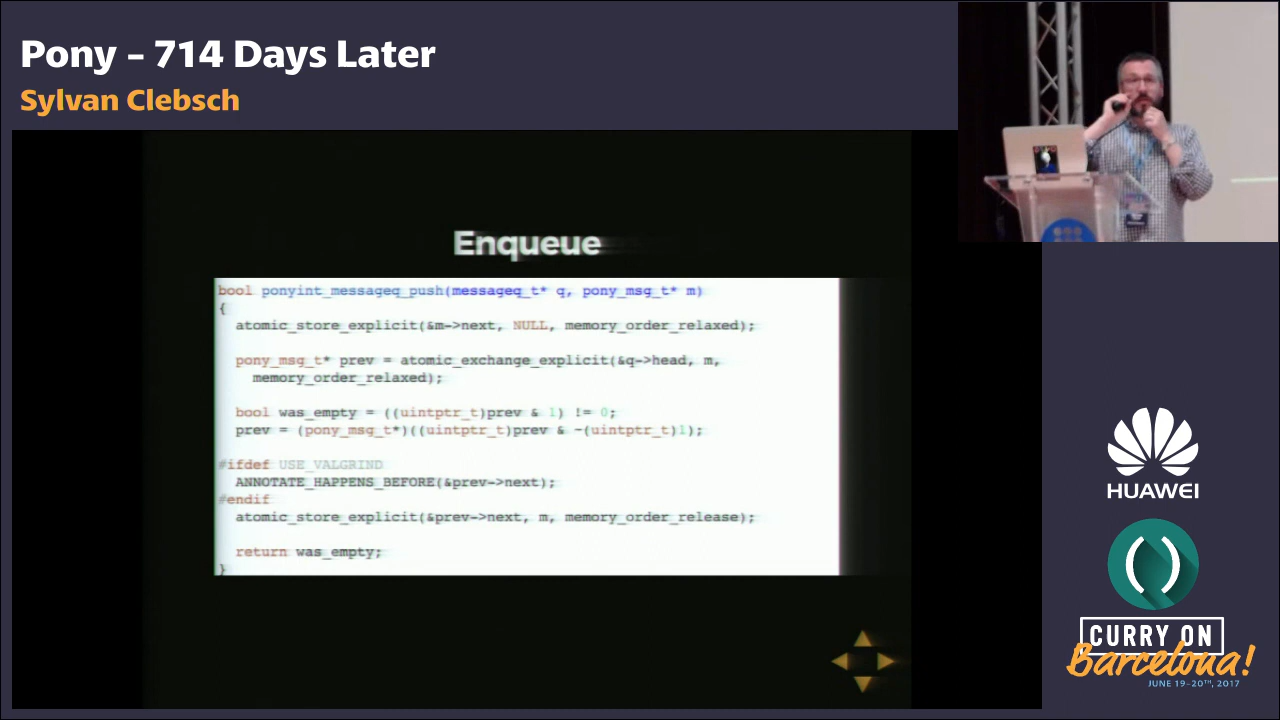 Pony – 714 Days Later
Sylvan Clebsch
Enqueue
bool ponyint_messageq_push(messageq_t* q, pony_msg_t* m)
{
  atomic_store_explicit(&m->next, NULL, memory_order_relaxed);
  pony_msg_t* prev = atomic_exchange_explicit(&q->head, m,
    memory_order_relaxed);
  bool was_empty = ((uintptr_t)prev & 1) != 0;
  prev = (pony_msg_t*)((uintptr_t)prev & ~(uintptr_t)1);
#ifdef USE_VALGRIND
  ANNOTATE_HAPPENS_BEFORE(&prev->next);
#endif
  atomic_store_explicit(&prev->next, m, memory_order_release);
  return was_empty;
}
HUAWEI
CURRY ON
Barcelona!
JUNE 19-20TH, 2017